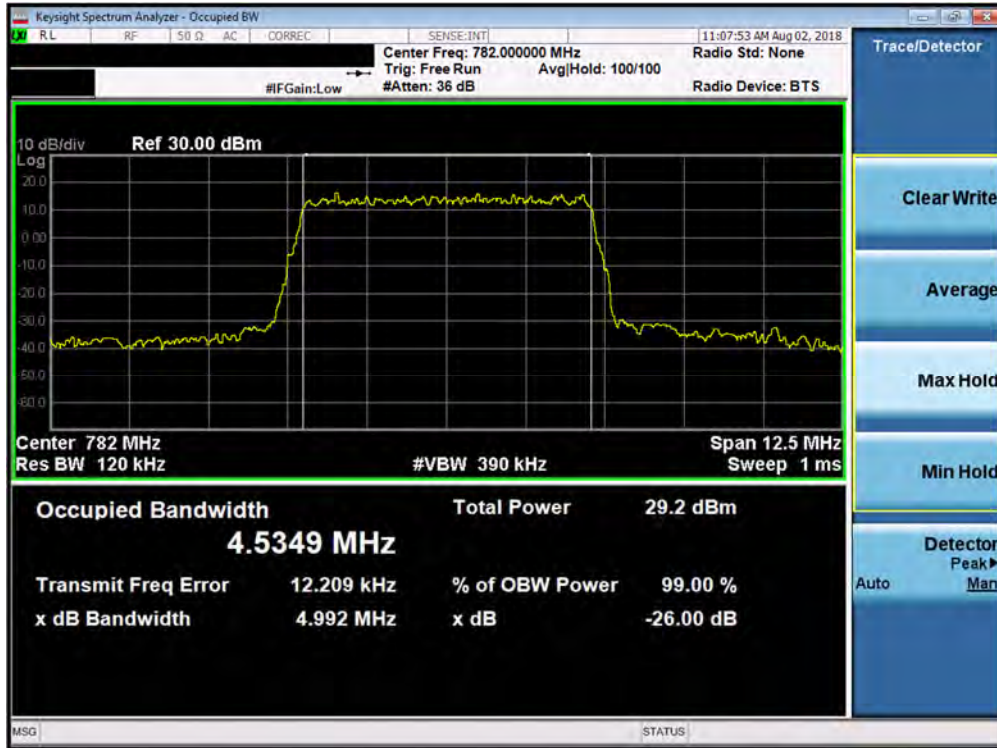 Keysight Spectrum Analyzer - Occupied BW
LXI RL RF 50 Ω AC CORREC SENSE:INT 11:07:53 AM Aug 02, 2018
Center Freq: 782.000000 MHz Radio Std: None
Trig: Free Run Avg|Hold: 100/100
#IFGain:Low #Atten: 36 dB Radio Device: BTS
Trace/Detector
10 dB/div Ref 30.00 dBm
Log
20.0
10.0
0.00
-10.0
-20.0
-30.0
-40.0
-50.0
-60.0
Center 782 MHz Span 12.5 MHz
Res BW 120 kHz #VBW 390 kHz Sweep 1 ms
Occupied Bandwidth Total Power 29.2 dBm
4.5349 MHz
Transmit Freq Error 12.209 kHz % of OBW Power 99.00 %
x dB Bandwidth 4.992 MHz x dB -26.00 dB
Clear Write
Average
Max Hold
Min Hold
Detector
Peak▶
Auto Man
MSG STATUS